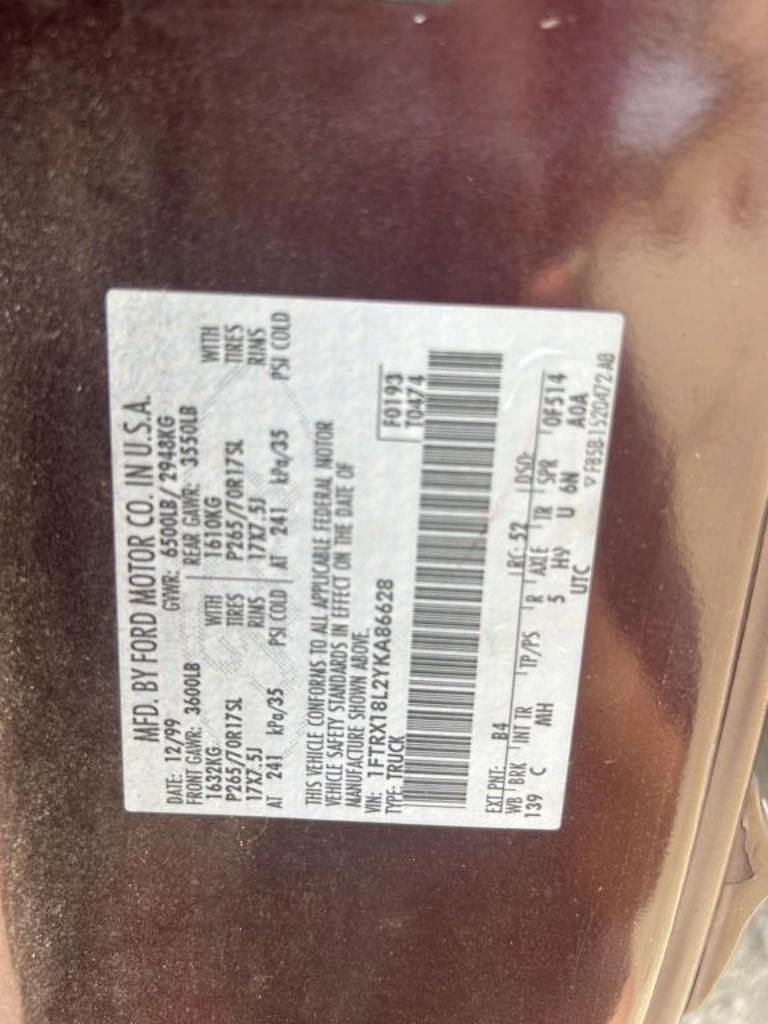 MFD. BY FORD MOTOR CO. IN U.S.A.
DATE: 12/99 GVWR: 6500LB/ 2948KG
FRONT GAWR: 3600LB REAR GAWR: 3550LB
1632KG WITH 1610KG WITH
P265/70R17SL TIRES P265/70R17SL TIRES
17X7.5J RIMS 17X7.5J RIMS
AT 241 kPa/35 PSI COLD AT 241 kPa/35 PSI COLD
THIS VEHICLE CONFORMS TO ALL APPLICABLE FEDERAL MOTOR
VEHICLE SAFETY STANDARDS IN EFFECT ON THE DATE OF
MANUFACTURE SHOWN ABOVE.
VIN: 1FTRX18L2YKA86628 F0193
TYPE: TRUCK T0474
EXT PNT: B4 RC: 52 DSO:
WB BRK INT TR TP/PS R AXLE TR SPR 0F514
139 C MH 5 H9 U 6N A0A
UTC ▽F85B-1520472-AB